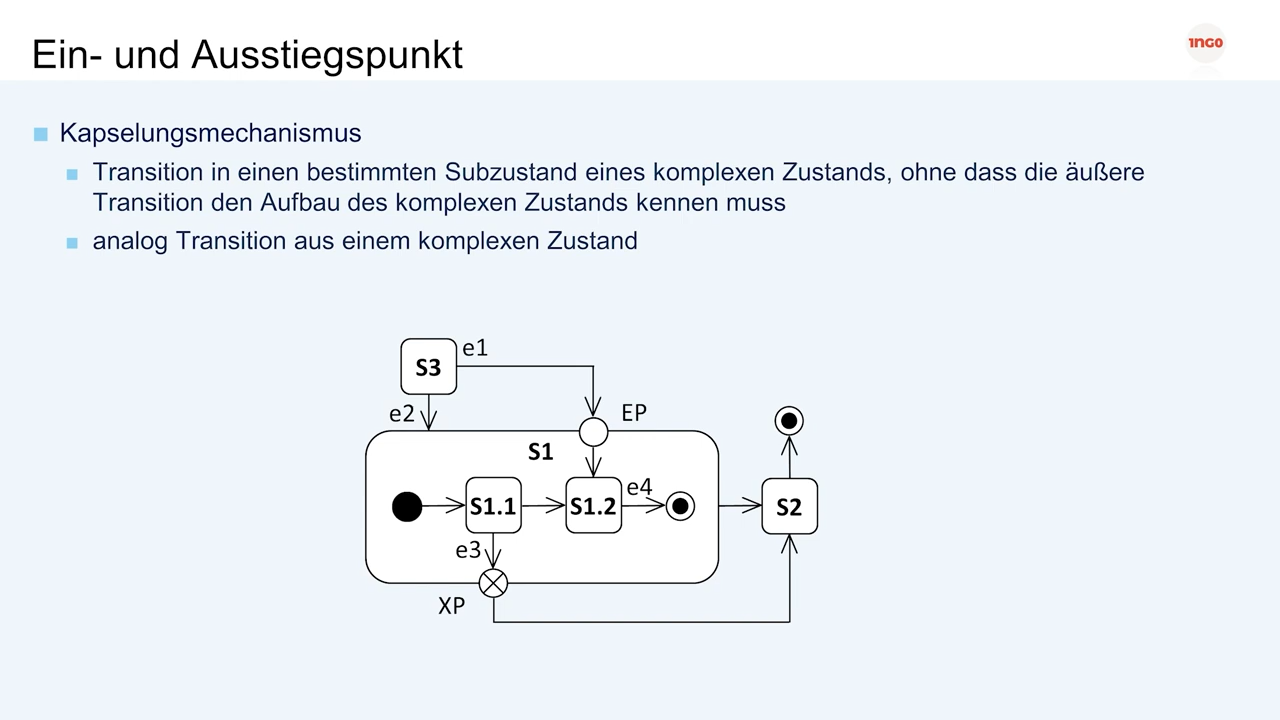 Ein- und Ausstiegspunkt
1NGO
Kapselungsmechanismus
Transition in einen bestimmten Subzustand eines komplexen Zustands, ohne dass die äußere
Transition den Aufbau des komplexen Zustands kennen muss
analog Transition aus einem komplexen Zustand
S3
e1
e2
EP
S1
S1.1
S1.2
e4
S2
e3
XP